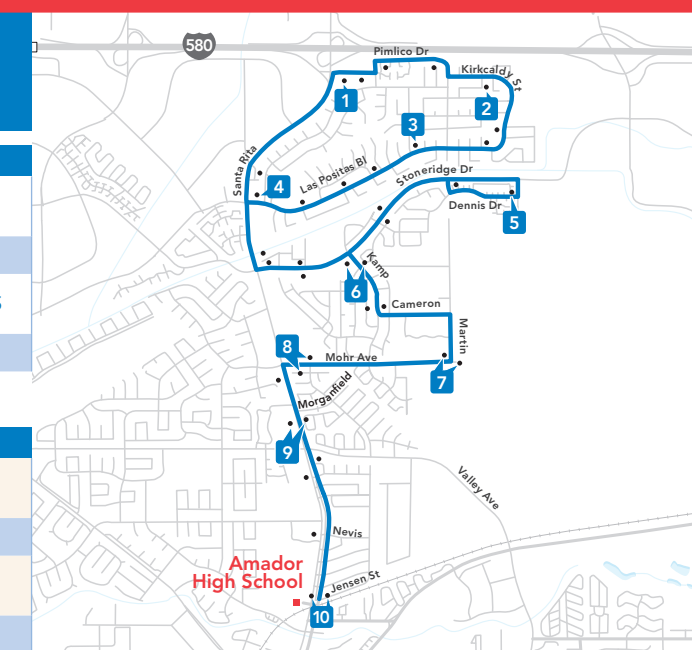 580
Pimlico Dr
Kirkcaldy St
1
2
3
Santa Rita
4
Las Positas Bl
Stoneridge Dr
Dennis Dr
5
Kamp
6
Cameron
Martin
8
Mohr Ave
7
Morganfield
9
Valley Ave
Nevis
Amador
High School
Jensen St
10